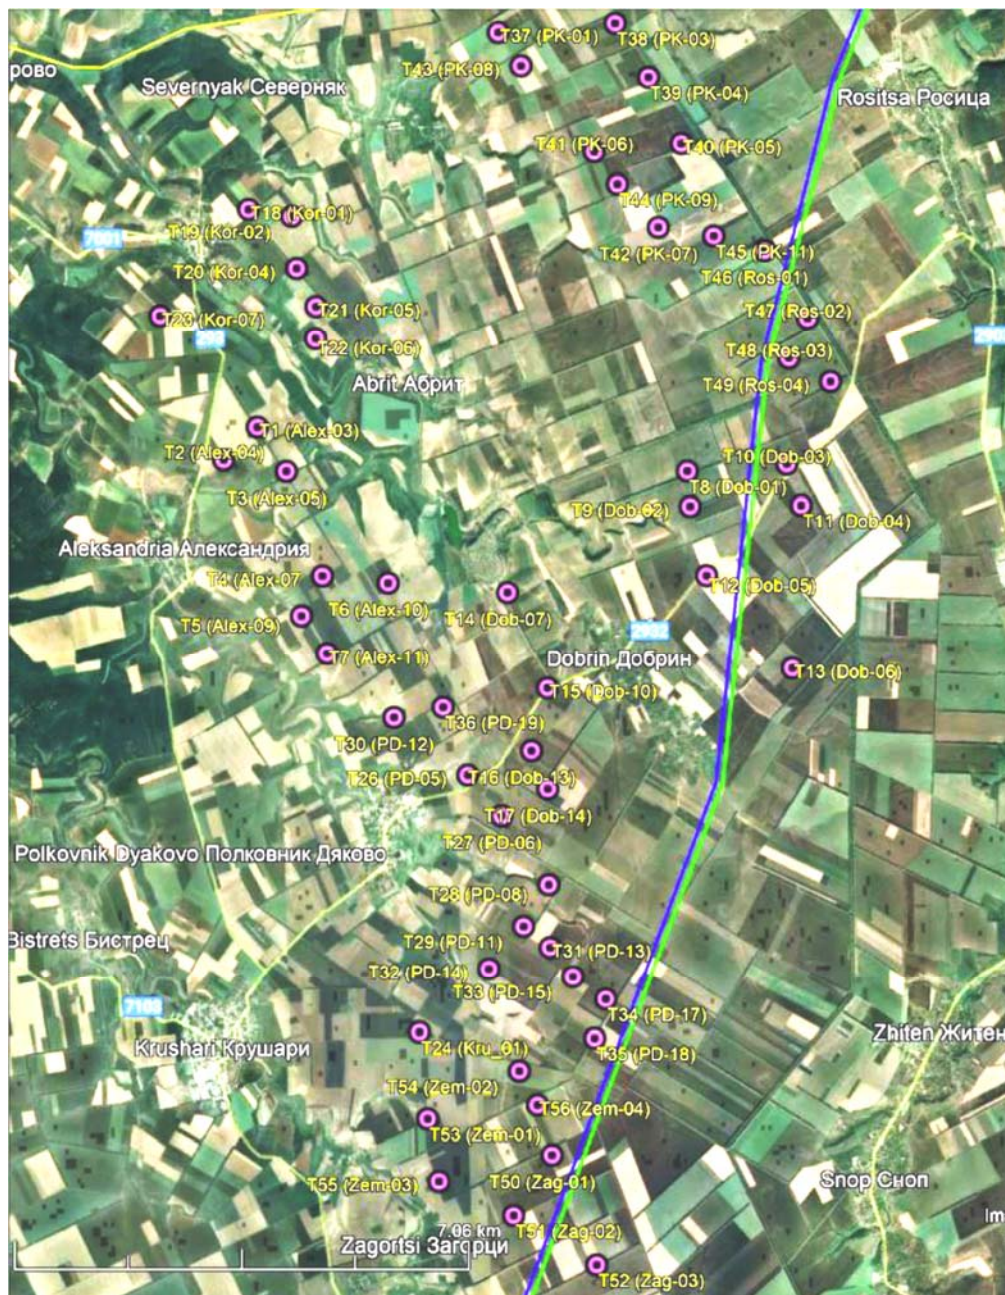 T37 (PK-01)
T38 (PK-03)
рово
T43 (PK-08)
Severnyak Северняк
T39 (PK-04)
Rositsa Росица
T41 (PK-06)
T40 (PK-05)
T44 (PK-09)
T18 (Kor-01)
7001
T19 (Kor-02)
T42 (PK-07)
T45 (PK-11)
T20 (Kor-04)
T46 (Ros-01)
T21 (Kor-05)
T47 (Ros-02)
T23 (Kor-07)
293
T22 (Kor-06)
T48 (Ros-03)
Abrit Абрит
T49 (Ros-04)
T1 (Alex-03)
T2 (Alex-04)
T10 (Dob-03)
T3 (Alex-05)
T8 (Dob-01)
T9 (Dob-02)
T11 (Dob-04)
Aleksandria Александрия
T4 (Alex-07
T6 (Alex-10)
T12 (Dob-05)
T5 (Alex-09)
T14 (Dob-07)
2932
T7 (Alex-11)
Dobrin Добрин
T13 (Dob-06)
T15 (Dob-10)
T36 (PD-19)
T30 (PD-12)
T26 (PD-05)
T16 (Dob-13)
T17 (Dob-14)
T27 (PD-06)
Polkovnik Dyakovo Полковник Дяково
T28 (PD-08)
Bistrets Бистрец
T29 (PD-11)
T31 (PD-13)
T32 (PD-14)
T33 (PD-15)
7103
T34 (PD-17)
Zhiten Житен
Krushari Крушари
T24 (Kru_01)
T35 (PD-18)
T54 (Zem-02)
T56 (Zem-04)
T53 (Zem-01)
T55 (Zem-03)
T50 (Zag-01)
Snop Сноп
Im
7.06 km
T51 (Zag-02)
Zagortsi Загорци
T52 (Zag-03)